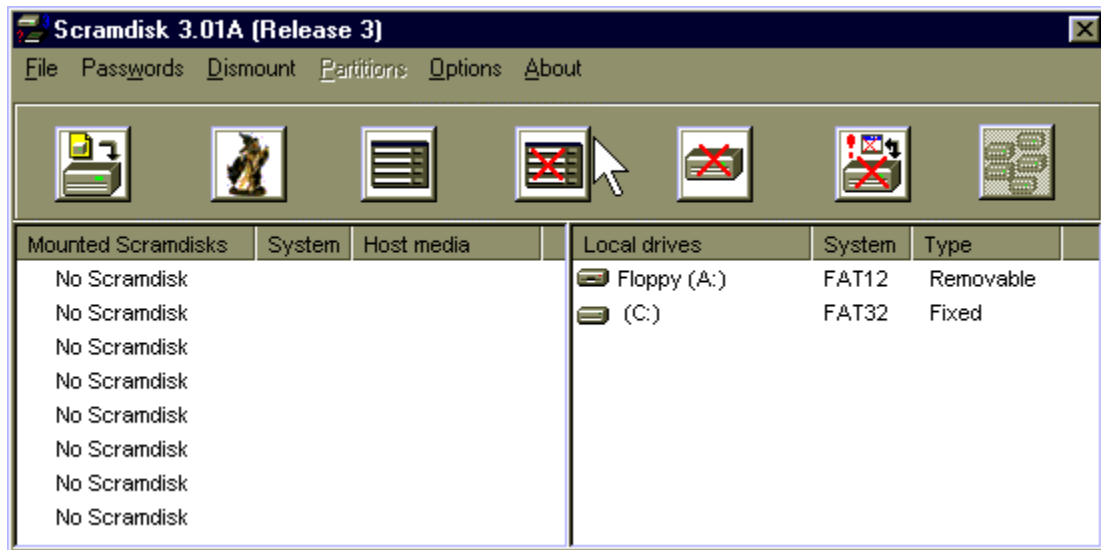 Scramdisk 3.01A (Release 3)
File Passwords Dismount Partitions Options About
Mounted Scramdisks System Host media
No Scramdisk
No Scramdisk
No Scramdisk
No Scramdisk
No Scramdisk
No Scramdisk
No Scramdisk
No Scramdisk
Local drives System Type
Floppy (A:) FAT12 Removable
(C:) FAT32 Fixed